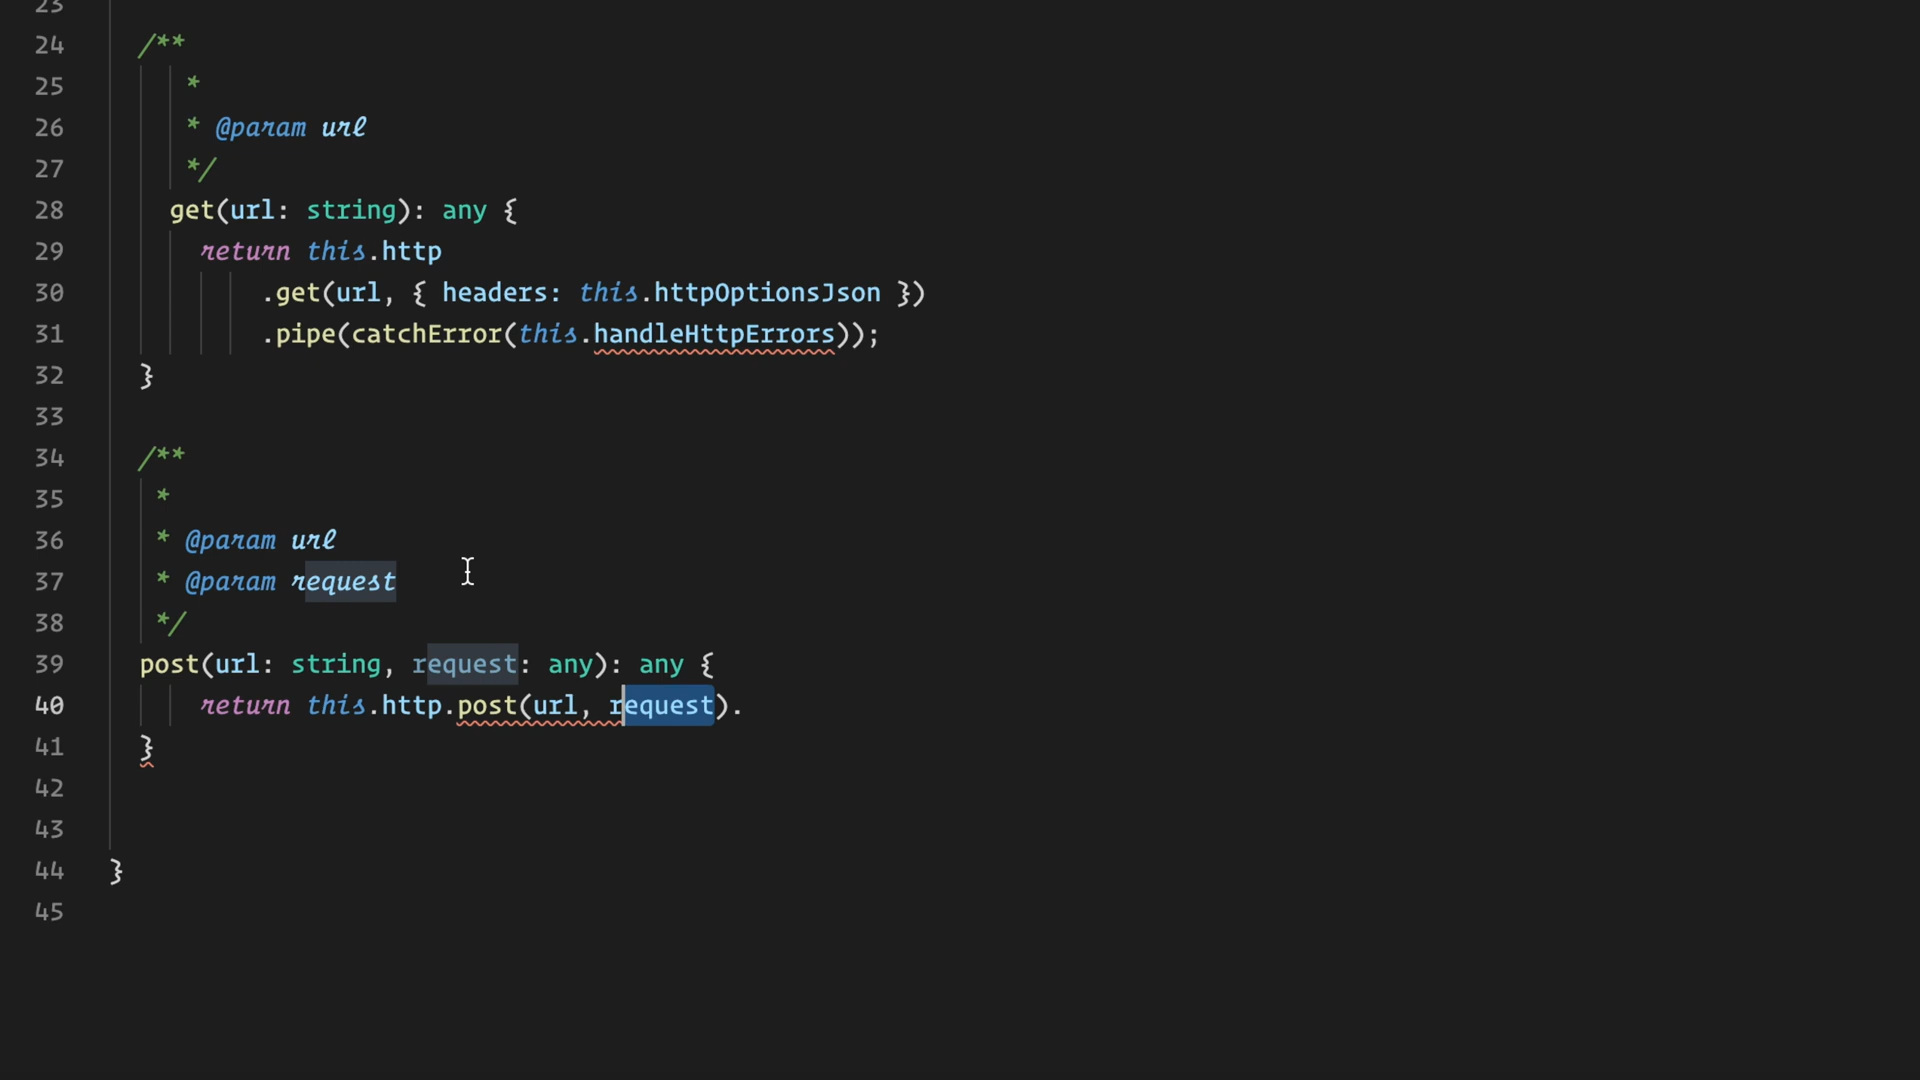 23
24 /**
25 *
26 * @param url
27 */
28 get(url: string): any {
29 return this.http
30 .get(url, { headers: this.httpOptionsJson })
31 .pipe(catchError(this.handleHttpErrors));
32 }
33
34 /**
35 *
36 * @param url
37 * @param request
38 */
39 post(url: string, request: any): any {
40 return this.http.post(url, request).
41 }
42
43
44 }
45